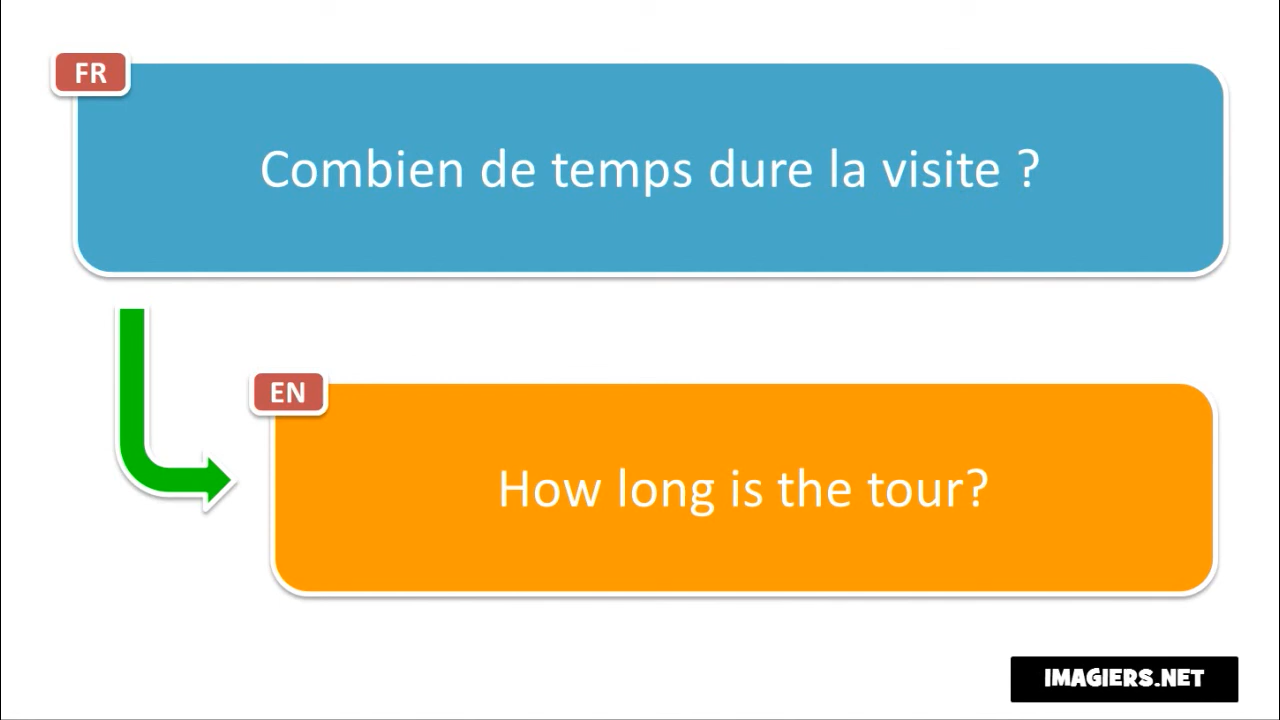 FR
Combien de temps dure la visite ?
EN
How long is the tour?
IMAGIERS.NET